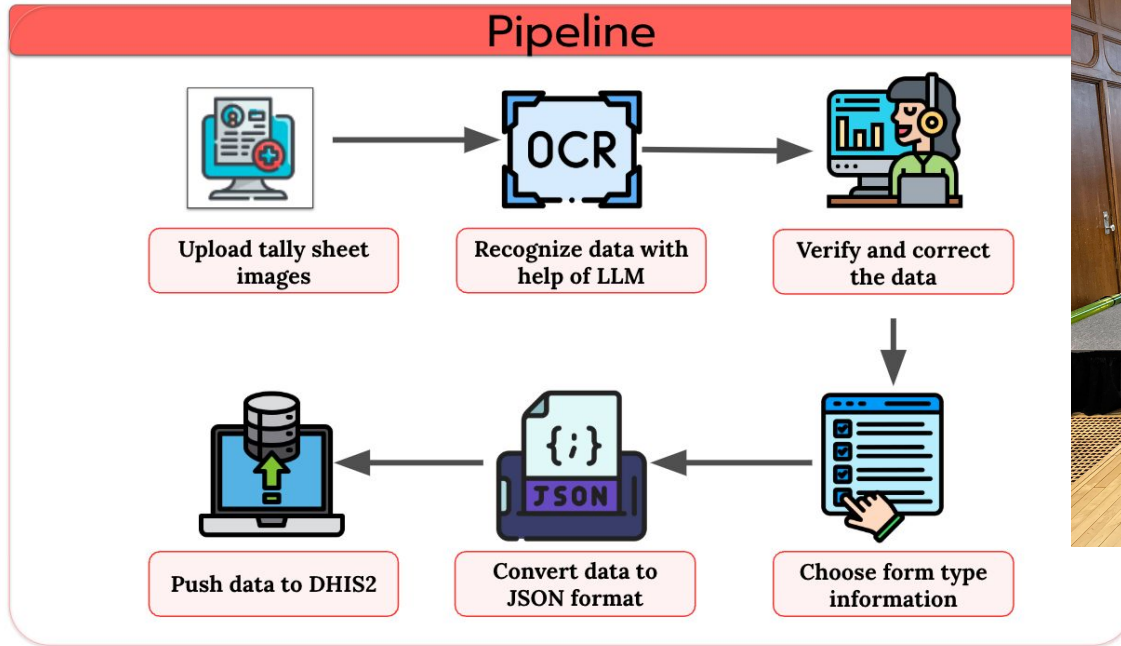 Pipeline
OCR
Upload tally sheet
images
Recognize data with
help of LLM
Verify and correct
the data
{;}
JSON
Push data to DHIS2
Convert data to
JSON format
Choose form type
information